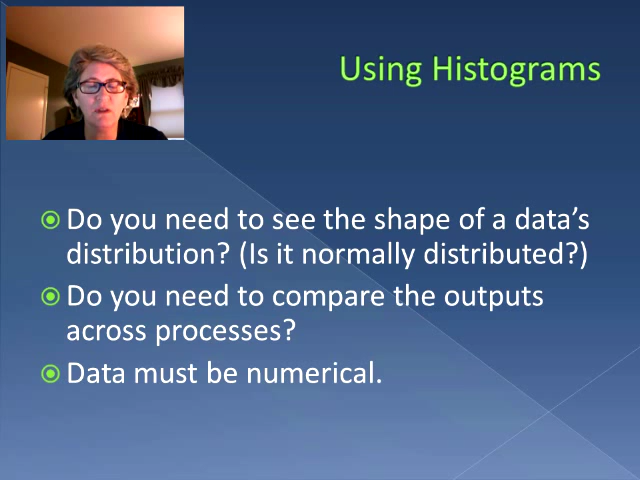 Using Histograms
Do you need to see the shape of a data's
distribution? (Is it normally distributed?)
Do you need to compare the outputs
across processes?
Data must be numerical.